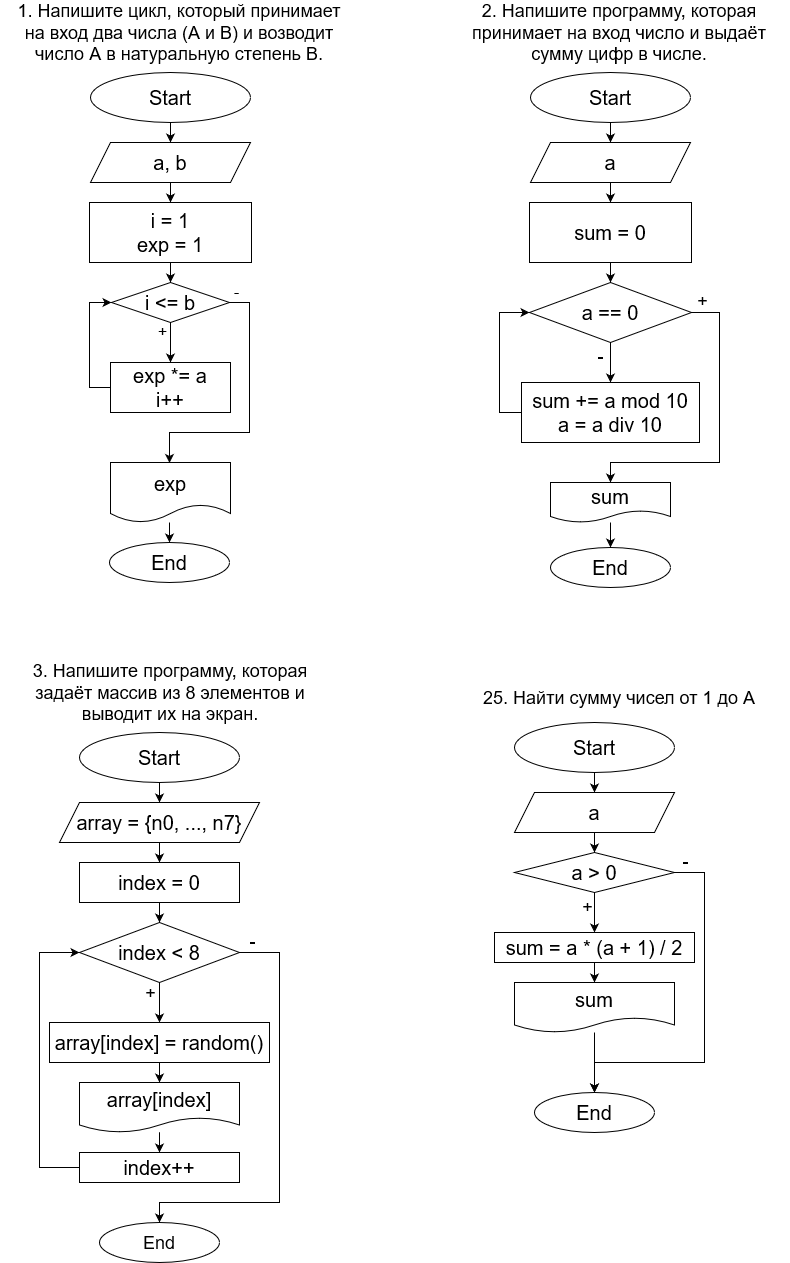 1. Напишите цикл, который принимает
на вход два числа (A и B) и возводит
число A в натуральную степень B.
Start
a, b
i = 1
exp = 1
i <= b
-
+
exp *= a
i++
exp
End
2. Напишите программу, которая
принимает на вход число и выдаёт
сумму цифр в числе.
Start
a
sum = 0
a == 0
+
-
sum += a mod 10
a = a div 10
sum
End
3. Напишите программу, которая
задаёт массив из 8 элементов и
выводит их на экран.
Start
array = {n0, ..., n7}
index = 0
index < 8
-
+
array[index] = random()
array[index]
index++
End
25. Найти сумму чисел от 1 до А
Start
a
a > 0
-
+
sum = a * (a + 1) / 2
sum
End